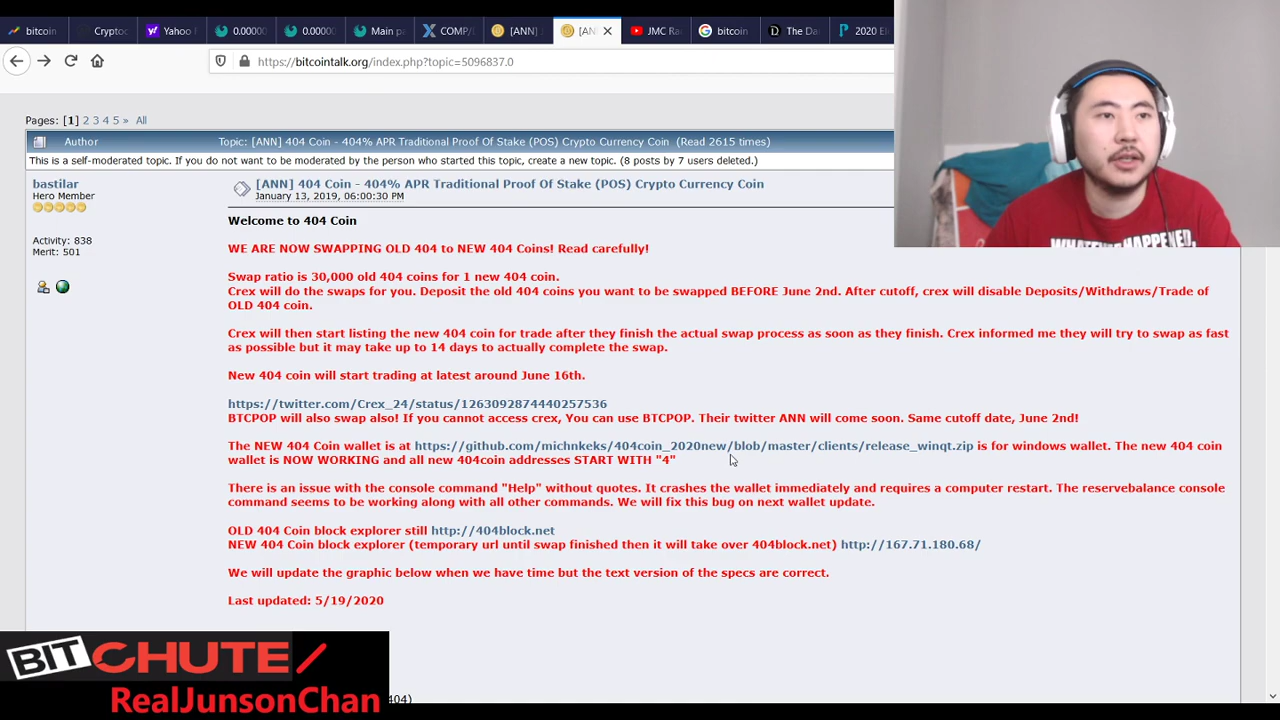 bitcoin
Cryptoc
Yahoo
0.00000
0.00000
Main p
COMP/
[ANN]
[AN
JMC Ra
bitcoin
The Da
2020 El
https://bitcointalk.org/index.php?topic=5096837.0
Pages: [1] 2 3 4 5 » All
Author Topic: [ANN] 404 Coin - 404% APR Traditional Proof Of Stake (POS) Crypto Currency Coin (Read 2615 times)
This is a self-moderated topic. If you do not want to be moderated by the person who started this topic, create a new topic. (8 posts by 7 users deleted.)
bastilar
Hero Member
Activity: 838
Merit: 501
[ANN] 404 Coin - 404% APR Traditional Proof Of Stake (POS) Crypto Currency Coin
January 13, 2019, 06:00:30 PM
Welcome to 404 Coin
WE ARE NOW SWAPPING OLD 404 to NEW 404 Coins! Read carefully!
Swap ratio is 30,000 old 404 coins for 1 new 404 coin.
Crex will do the swaps for you. Deposit the old 404 coins you want to be swapped BEFORE June 2nd. After cutoff, crex will disable Deposits/Withdraws/Trade of
OLD 404 coin.
Crex will then start listing the new 404 coin for trade after they finish the actual swap process as soon as they finish. Crex informed me they will try to swap as fast
as possible but it may take up to 14 days to actually complete the swap.
New 404 coin will start trading at latest around June 16th.
https://twitter.com/Crex_24/status/1263092874440257536
BTCPOP will also swap also! If you cannot access crex, You can use BTCPOP. Their twitter ANN will come soon. Same cutoff date, June 2nd!
The NEW 404 Coin wallet is at https://github.com/michnkeks/404coin_2020new/blob/master/clients/release_winqt.zip is for windows wallet. The new 404 coin
wallet is NOW WORKING and all new 404coin addresses START WITH "4"
There is an issue with the console command "Help" without quotes. It crashes the wallet immediately and requires a computer restart. The reservebalance console
command seems to be working along with all other commands. We will fix this bug on next wallet update.
OLD 404 Coin block explorer still http://404block.net
NEW 404 Coin block explorer (temporary url until swap finished then it will take over 404block.net) http://167.71.180.68/
We will update the graphic below when we have time but the text version of the specs are correct.
Last updated: 5/19/2020
404)
BITCHUTE/
RealJunsonChan